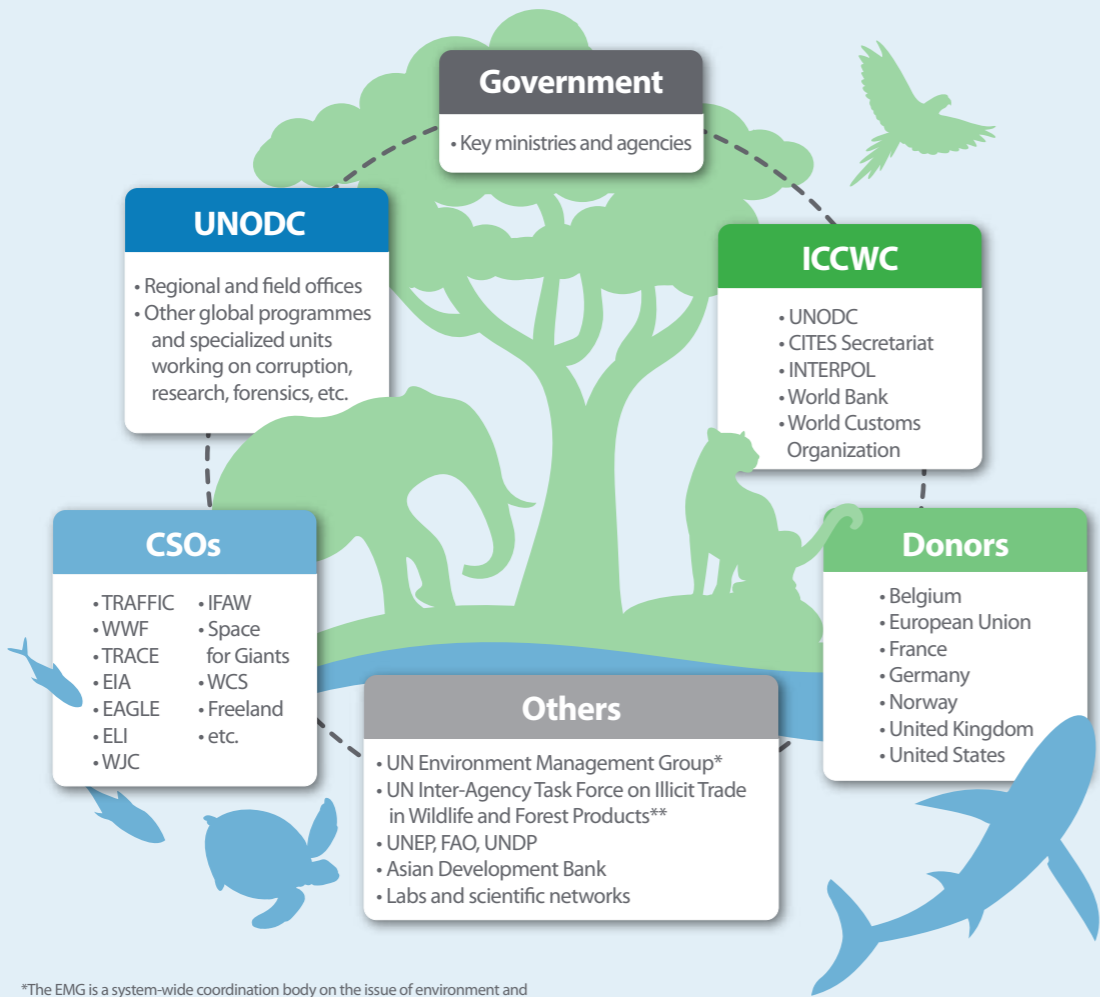 Government
• Key ministries and agencies
UNODC
• Regional and field offices
• Other global programmes
and specialized units
working on corruption,
research, forensics, etc.
ICCWC
• UNODC
• CITES Secretariat
• INTERPOL
• World Bank
• World Customs
Organization
CSOs
• TRAFFIC
• WWF
• TRACE
• EIA
• EAGLE
• ELI
• WJC
• IFAW
• Space
for Giants
• WCS
• Freeland
• etc.
Donors
• Belgium
• European Union
• France
• Germany
• Norway
• United Kingdom
• United States
Others
• UN Environment Management Group*
• UN Inter-Agency Task Force on Illicit Trade
in Wildlife and Forest Products**
• UNEP, FAO, UNDP
• Asian Development Bank
• Labs and scientific networks
*The EMG is a system-wide coordination body on the issue of environment and